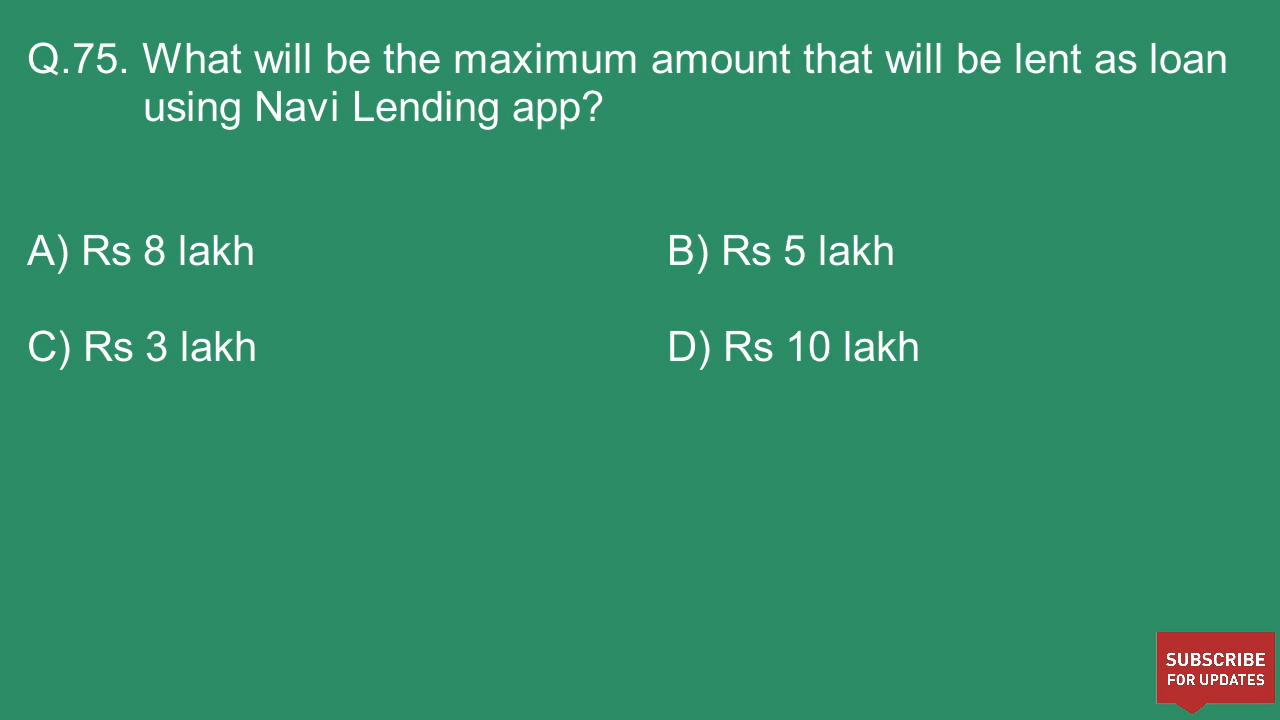 Q.75. What will be the maximum amount that will be lent as loan
using Navi Lending app?
A) Rs 8 lakh
B) Rs 5 lakh
C) Rs 3 lakh
D) Rs 10 lakh
SUBSCRIBE
FOR UPDATES